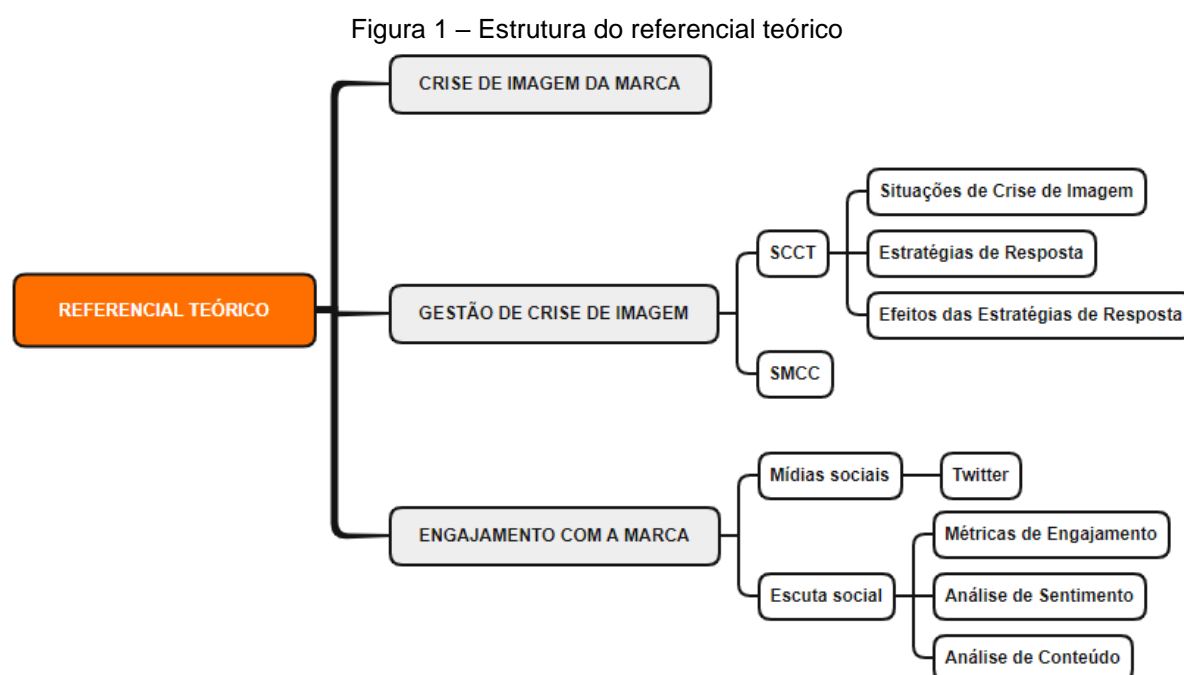 Figura 1 – Estrutura do referencial teórico
CRISE DE IMAGEM DA MARCA
Situações de Crise de Imagem
SCCT
Estratégias de Resposta
REFERENCIAL TEÓRICO
GESTÃO DE CRISE DE IMAGEM
Efeitos das Estratégias de Resposta
SMCC
Mídias sociais
Twitter
ENGAJAMENTO COM A MARCA
Métricas de Engajamento
Escuta social
Análise de Sentimento
Análise de Conteúdo